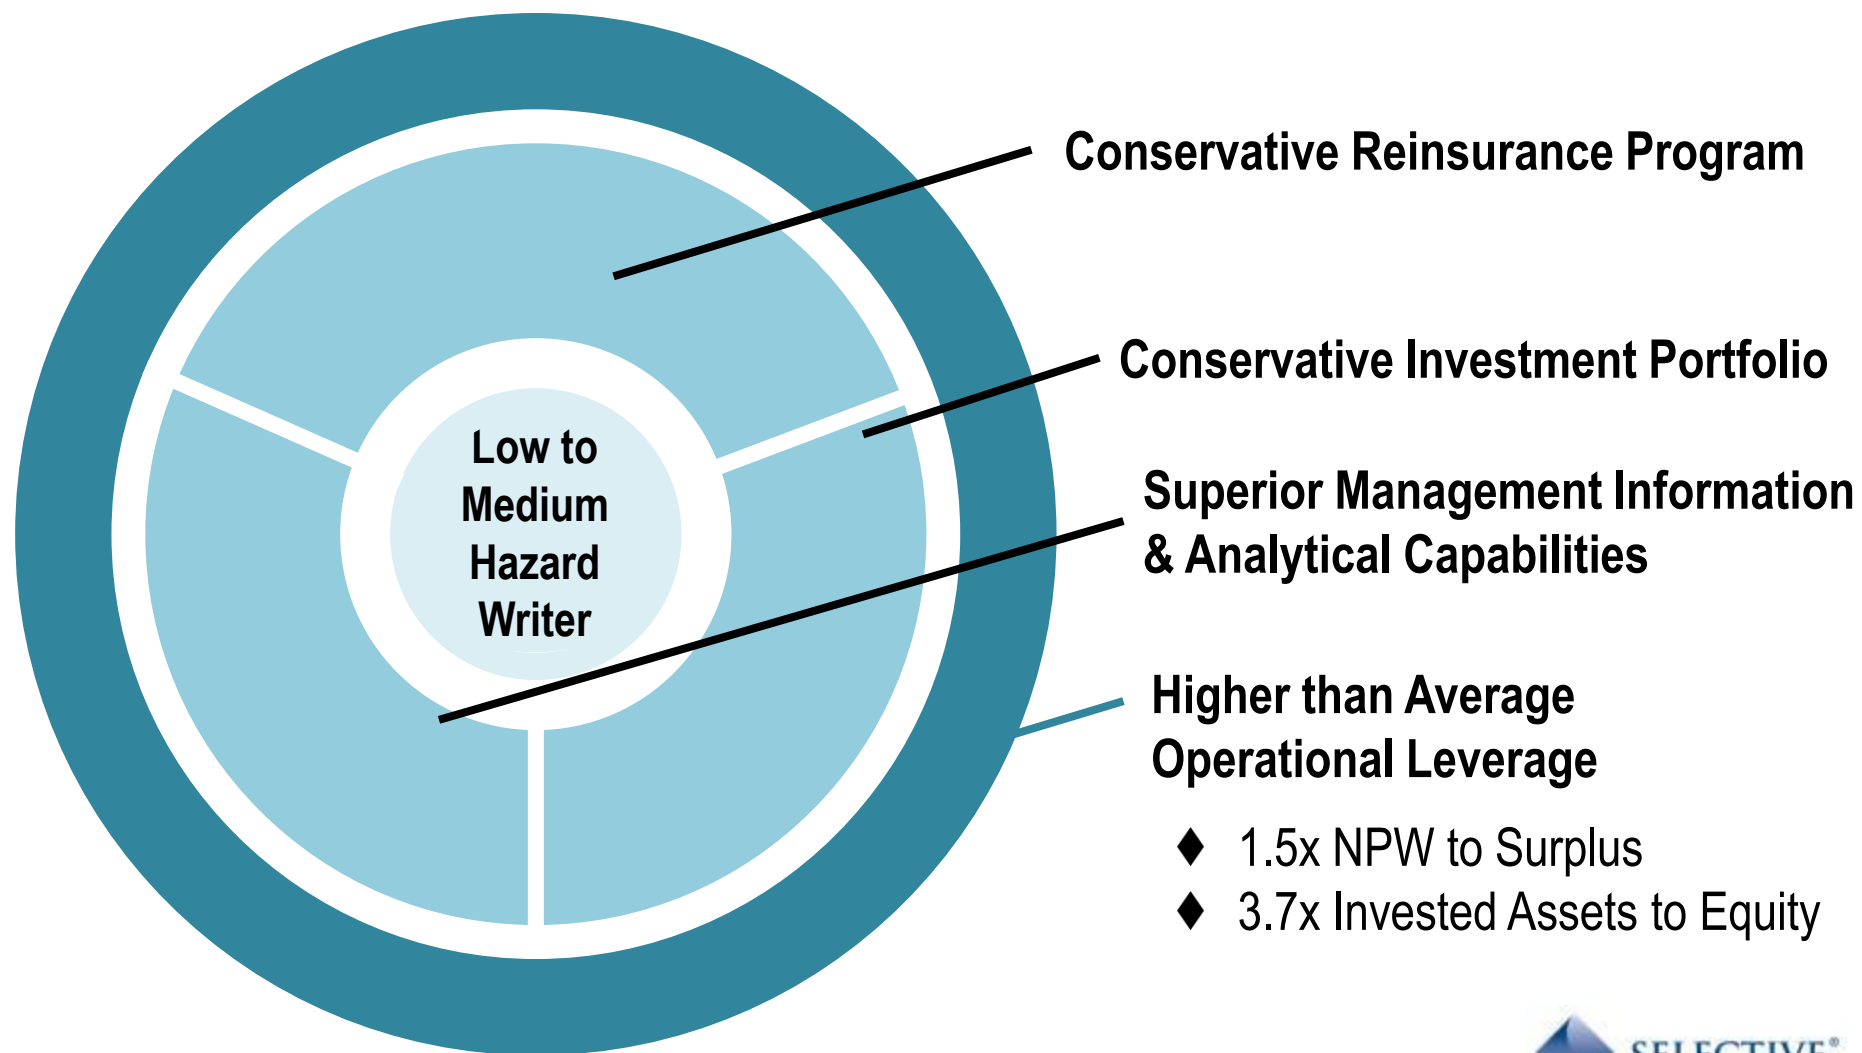 Conservative Reinsurance Program
Conservative Investment Portfolio
Low to
Medium
Hazard
Writer
Superior Management Information
& Analytical Capabilities
Higher than Average
Operational Leverage
♦ 1.5x NPW to Surplus
♦ 3.7x Invested Assets to Equity
SELECTIVE®